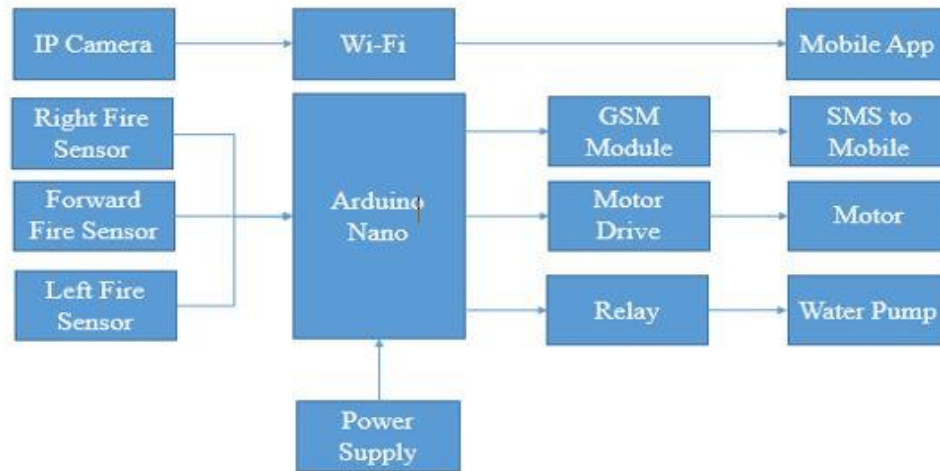 IP Camera
Wi-Fi
Mobile App
Right Fire
Sensor
Forward
Fire Sensor
Left Fire
Sensor
Arduino
Nano
GSM
Module
SMS to
Mobile
Motor
Drive
Motor
Relay
Water Pump
Power
Supply